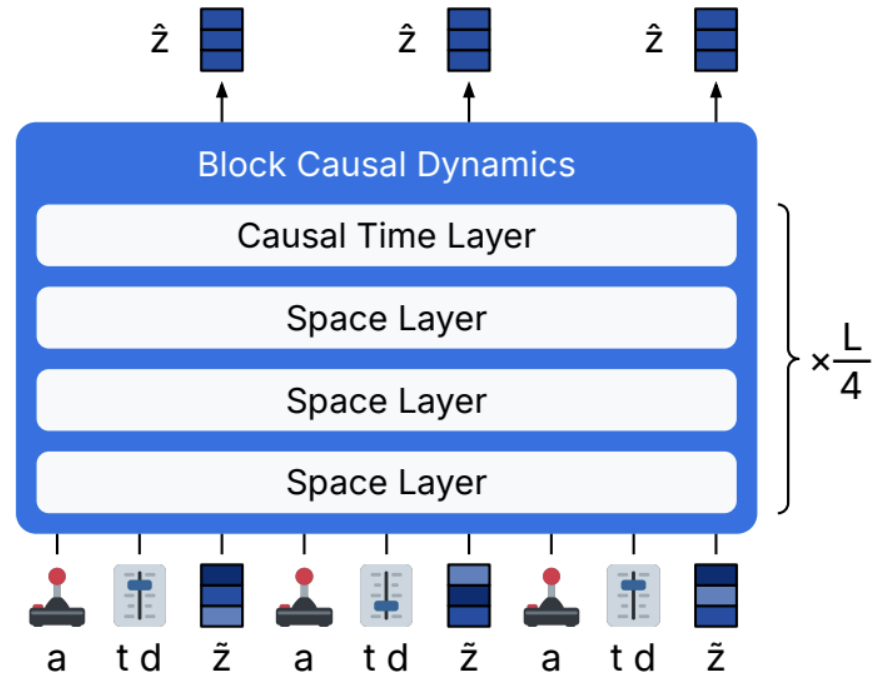 ẑ ẑ ẑ
Block Causal Dynamics
Causal Time Layer
Space Layer
Space Layer
Space Layer
× L/4
a t d z̃ a t d z̃ a t d z̃